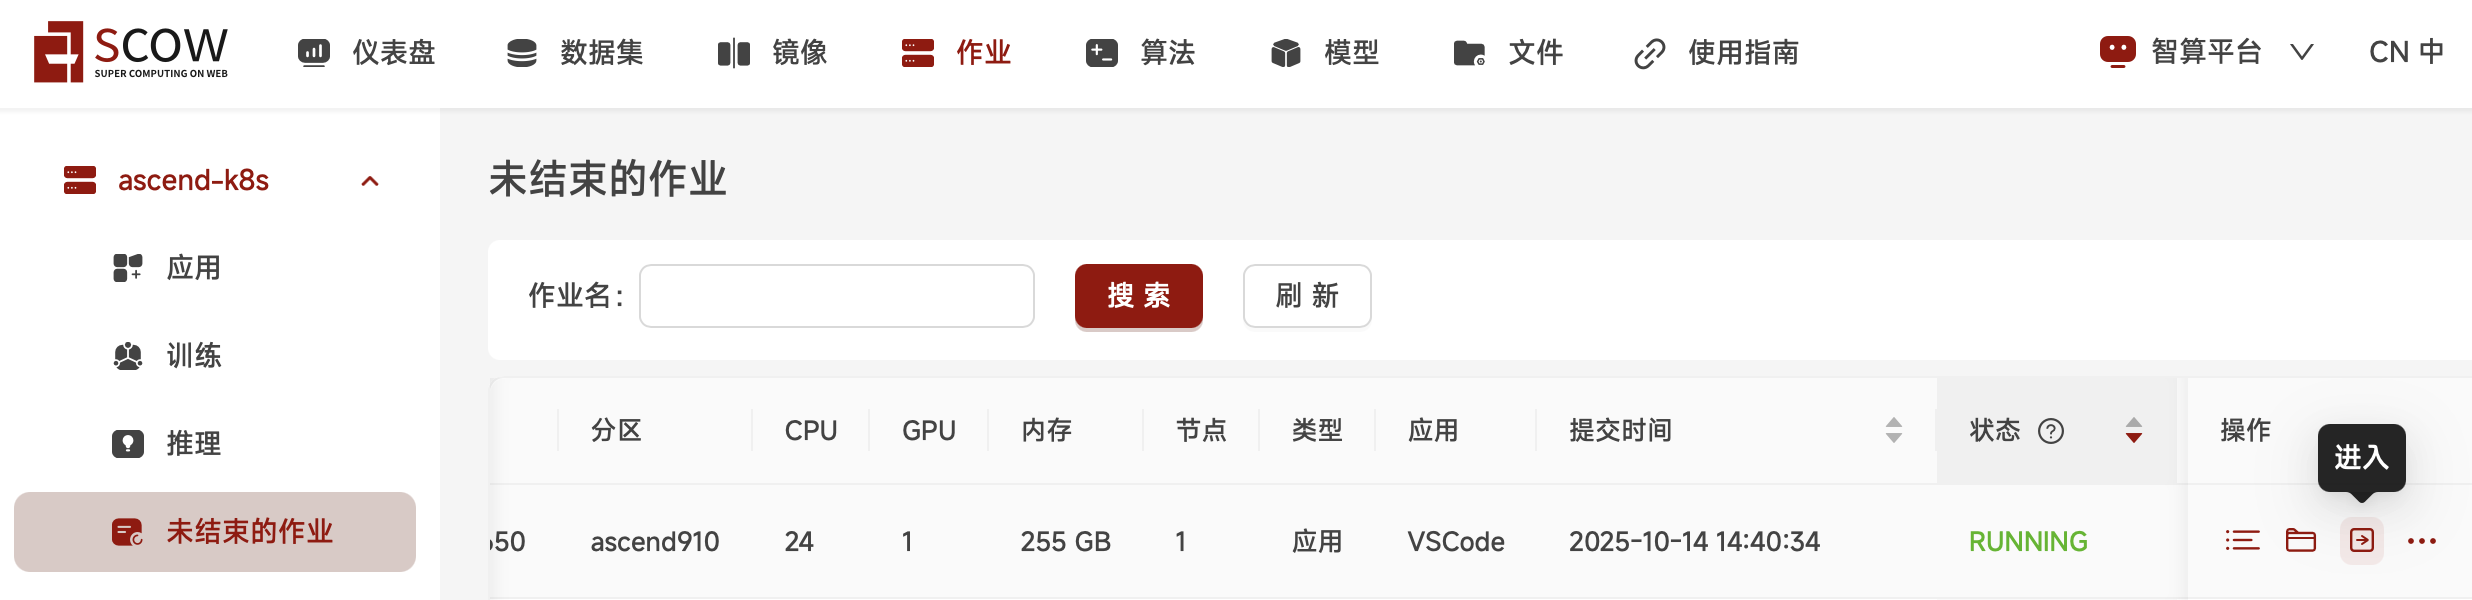 SCOW
SUPER COMPUTING ON WEB
仪表盘 数据集 镜像 作业 算法 模型 文件 使用指南 智算平台 CN 中
ascend-k8s
应用
训练
推理
未结束的作业
未结束的作业
作业名: 搜索 刷新
分区 CPU GPU 内存 节点 类型 应用 提交时间 状态 ? 操作
进入
50 ascend910 24 1 255 GB 1 应用 VSCode 2025-10-14 14:40:34 RUNNING